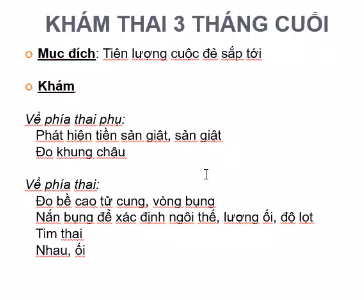 KHÁM THAI 3 THÁNG CUỐI
Mục đích: Tiên lượng cuộc đẻ sắp tới
Khám
Về phía thai phụ:
Phát hiện tiền sản giật, sản giật
Đo khung chậu
Về phía thai:
Đo bề cao tử cung, vòng bụng
Nắn bụng để xác định ngôi thế, lượng ối, độ lọt
Tim thai
Nhau, ối